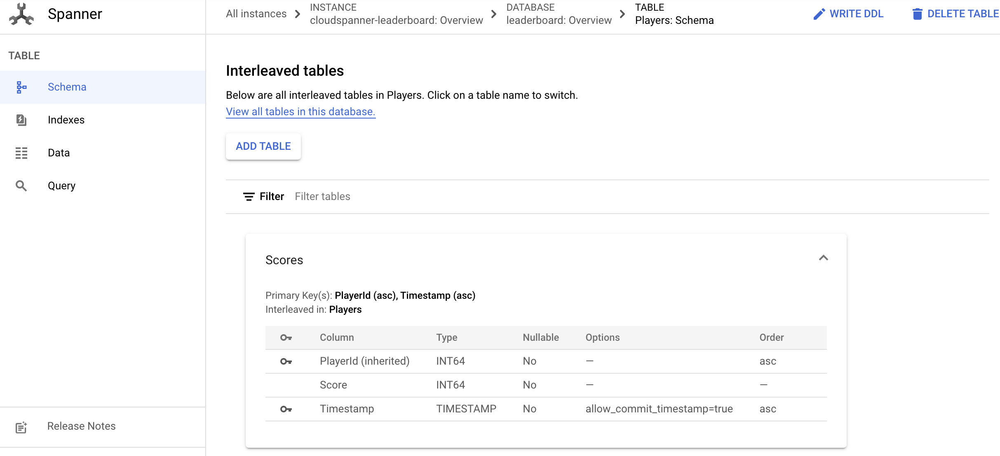 Spanner
All instances
INSTANCE
cloudspanner-leaderboard: Overview
DATABASE
leaderboard: Overview
TABLE
Players: Schema
WRITE DDL
DELETE TABLE
TABLE
Schema
Indexes
Data
Query
Release Notes
Interleaved tables
Below are all interleaved tables in Players. Click on a table name to switch.
View all tables in this database.
ADD TABLE
Filter Filter tables
Scores
Primary Key(s): PlayerId (asc), Timestamp (asc)
Interleaved in: Players
Column Type Nullable Options Order
PlayerId (inherited) INT64 No — asc
Score INT64 No — —
Timestamp TIMESTAMP No allow_commit_timestamp=true asc